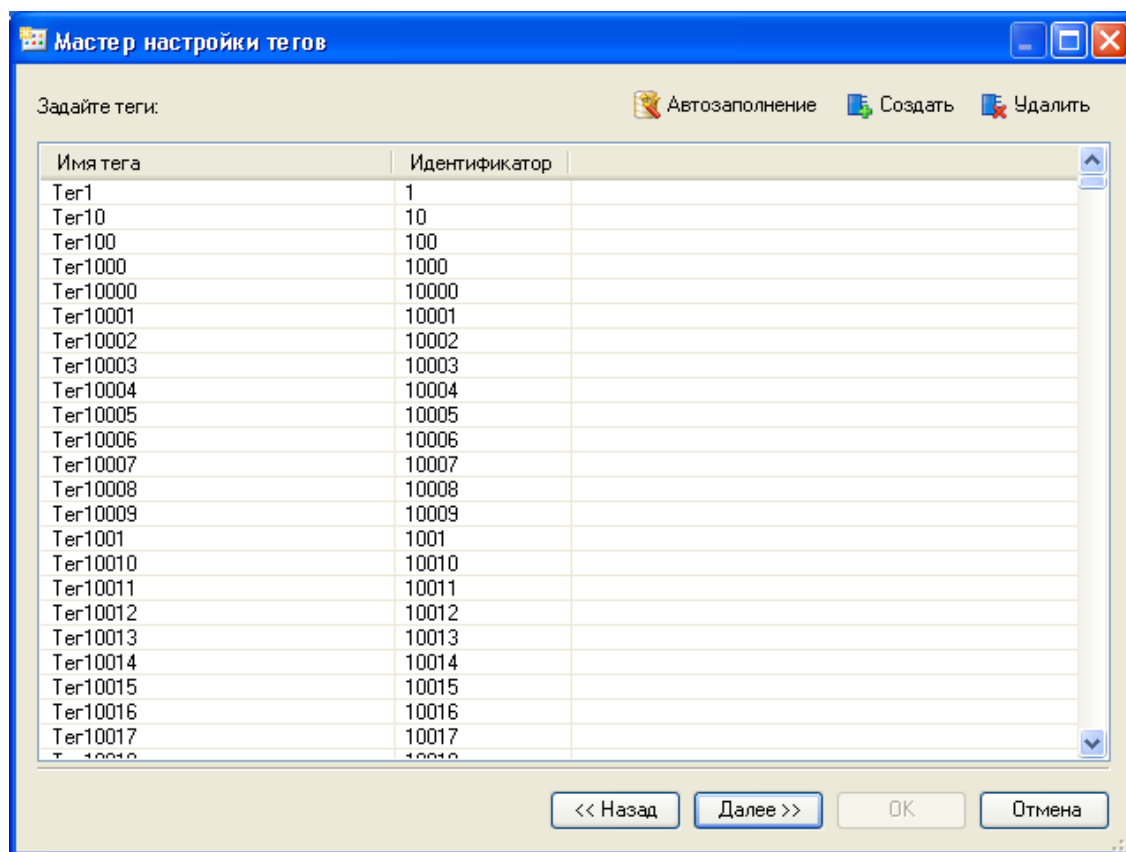 Мастер настройки тегов
Задайте теги: Автозаполнение Создать Удалить
Имя тега Идентификатор
Тег1 1
Тег10 10
Тег100 100
Тег1000 1000
Тег10000 10000
Тег10001 10001
Тег10002 10002
Тег10003 10003
Тег10004 10004
Тег10005 10005
Тег10006 10006
Тег10007 10007
Тег10008 10008
Тег10009 10009
Тег1001 1001
Тег10010 10010
Тег10011 10011
Тег10012 10012
Тег10013 10013
Тег10014 10014
Тег10015 10015
Тег10016 10016
Тег10017 10017
<< Назад Далее >> ОК Отмена